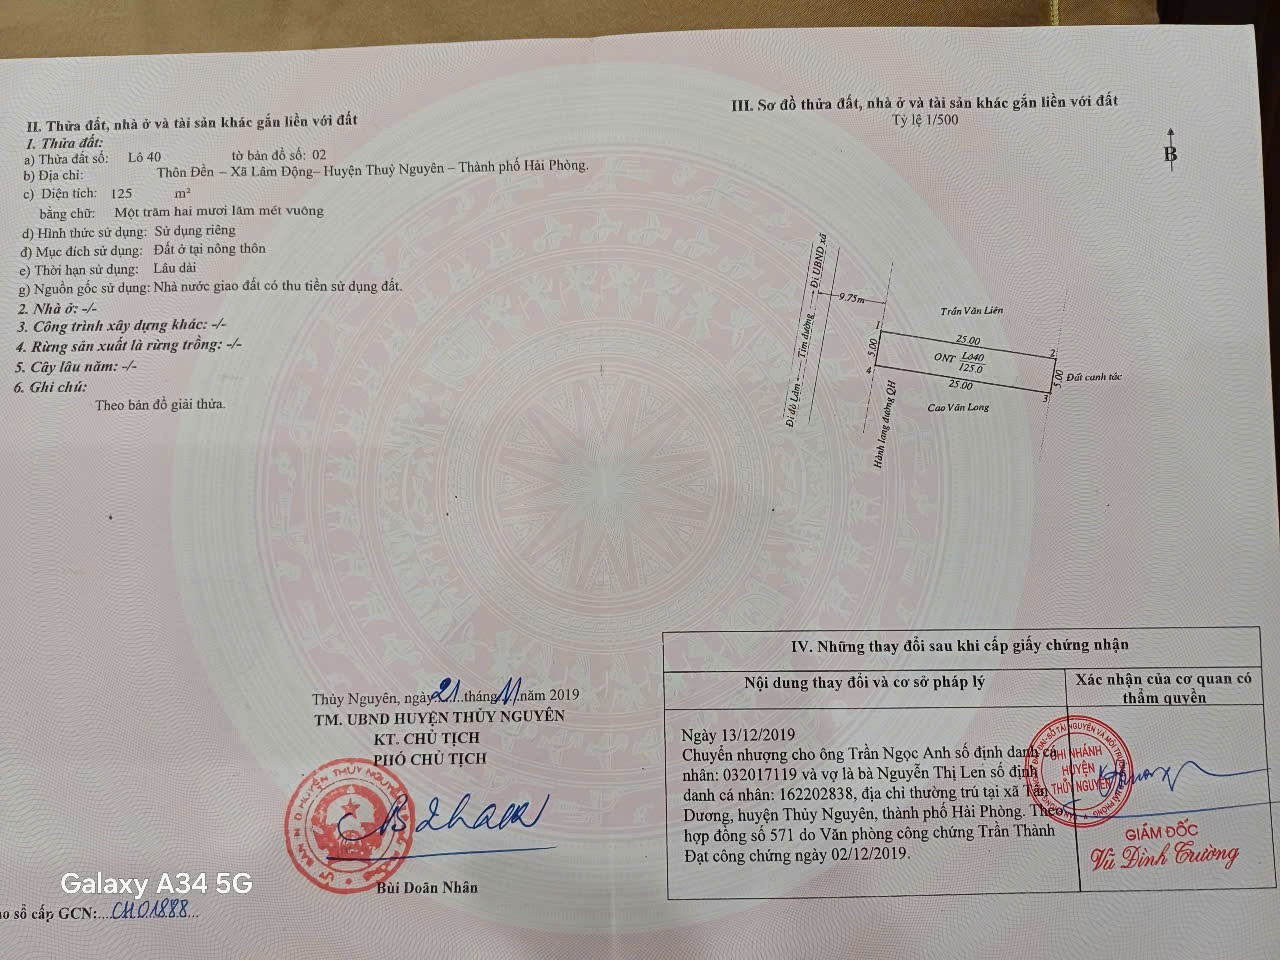 II. Thửa đất, nhà ở và tài sản khác gắn liền với đất
1. Thửa đất:
a) Thửa đất số: Lô 40 tờ bản đồ số: 02
b) Địa chỉ: Thôn Đền – Xã Lâm Động– Huyện Thuỷ Nguyên – Thành phố Hải Phòng.
c) Diện tích: 125 m²
bằng chữ: Một trăm hai mươi lăm mét vuông
d) Hình thức sử dụng: Sử dụng riêng
đ) Mục đích sử dụng: Đất ở tại nông thôn
e) Thời hạn sử dụng: Lâu dài
g) Nguồn gốc sử dụng: Nhà nước giao đất có thu tiền sử dụng đất.
2. Nhà ở: -/-
3. Công trình xây dựng khác: -/-
4. Rừng sản xuất là rừng trồng: -/-
5. Cây lâu năm: -/-
6. Ghi chú:
Theo bản đồ giải thửa.
Thủy Nguyên, ngày 21 tháng 11 năm 2019
TM. UBND HUYỆN THỦY NGUYÊN
KT. CHỦ TỊCH
PHÓ CHỦ TỊCH
Bùi Doãn Nhân
Galaxy A34 5G
ao sổ cấp GCN:....CH01888...
III. Sơ đồ thửa đất, nhà ở và tài sản khác gắn liền với đất
Tỷ lệ 1/500
B
Đi UBND xã
Tim đường
Đi đò Lâm
9.75m
Trần Văn Liên
1
25.00
2
5.00
ONT Lô40
125.0
5.00
Đất canh tác
4
25.00
3
Cao Văn Long
Hành lang đường QH
IV. Những thay đổi sau khi cấp giấy chứng nhận
Nội dung thay đổi và cơ sở pháp lý
Xác nhận của cơ quan có
thẩm quyền
Ngày 13/12/2019
Chuyển nhượng cho ông Trần Ngọc Anh số định danh cá
nhân: 032017119 và vợ là bà Nguyễn Thị Len số định
danh cá nhân: 162202838, địa chỉ thường trú tại xã Tân
Dương, huyện Thủy Nguyên, thành phố Hải Phòng. Theo
hợp đồng số 571 do Văn phòng công chứng Trần Thành
Đạt công chứng ngày 02/12/2019.
CHI NHÁNH
HUYỆN
THỦY NGUYÊN
GIÁM ĐỐC
Vũ Đình Trường